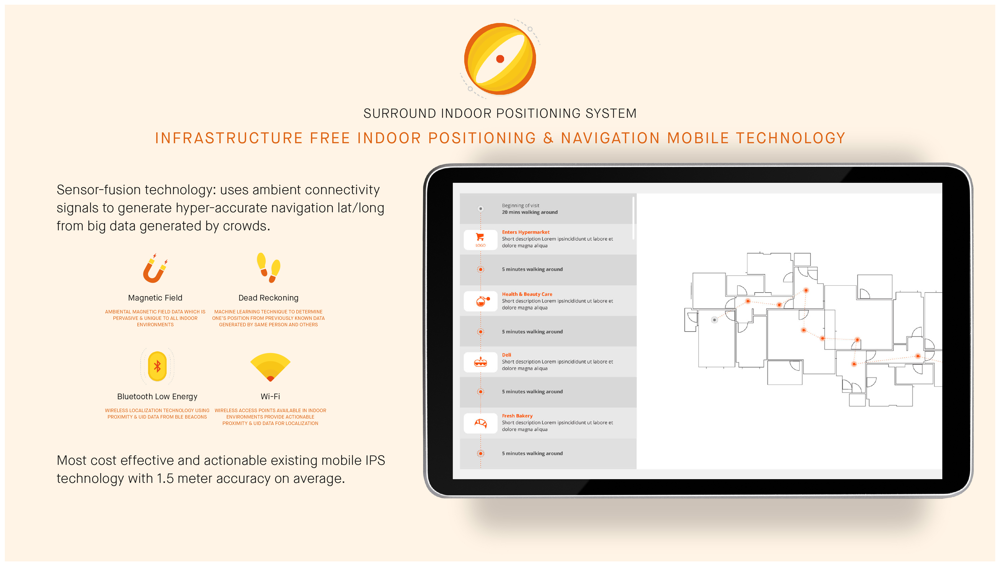 SURROUND INDOOR POSITIONING SYSTEM
INFRASTRUCTURE FREE INDOOR POSITIONING & NAVIGATION MOBILE TECHNOLOGY
Sensor-fusion technology: uses ambient connectivity
signals to generate hyper-accurate navigation lat/long
from big data generated by crowds.
Magnetic Field
AMBIENTAL MAGNETIC FIELD DATA WHICH IS
PERVASIVE & UNIQUE TO ALL INDOOR
ENVIRONMENTS
Dead Reckoning
MACHINE LEARNING TECHNIQUE TO DETERMINE
ONE'S POSITION FROM PREVIOUSLY KNOWN DATA
GENERATED BY SAME PERSON AND OTHERS
Bluetooth Low Energy
WIRELESS LOCALIZATION TECHNOLOGY USING
PROXIMITY & UID DATA FROM BLE BEACONS
Wi-Fi
WIRELESS ACCESS POINTS AVAILABLE IN INDOOR
ENVIRONMENTS PROVIDE ACTIONABLE
PROXIMITY & UID DATA FOR LOCALIZATION
Most cost effective and actionable existing mobile IPS
technology with 1.5 meter accuracy on average.
Beginning of visit
20 mins walking around
LOGO
Enters Hypermarket
Short description Lorem ipsincididunt ut labore et
dolore magna aliqua
5 minutes walking around
Health & Beauty Care
Short description Lorem ipsincididunt ut labore et
dolore magna aliqua
5 minutes walking around
Deli
Short description Lorem ipsincididunt ut labore et
dolore magna aliqua
5 minutes walking around
Fresh Bakery
Short description Lorem ipsincididunt ut labore et
dolore magna aliqua
5 minutes walking around